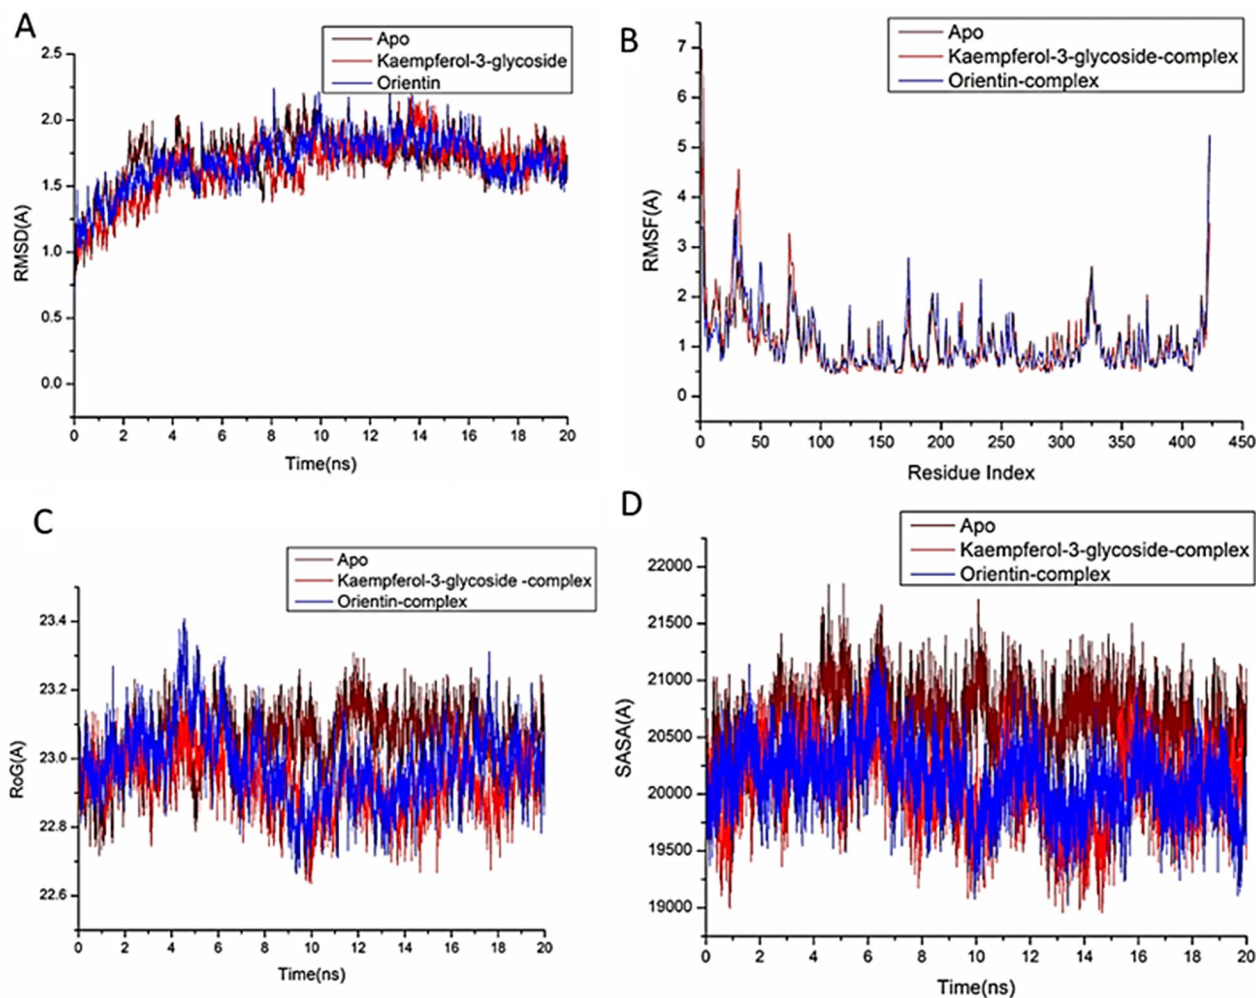 A
Apo
Kaempferol-3-glycoside
Orientin
2.5
2.0
1.5
1.0
0.5
0.0
RMSD(A)
0 2 4 6 8 10 12 14 16 18 20
Time(ns)
B
Apo
Kaempferol-3-glycoside-complex
Orientin-complex
7
6
5
4
3
2
1
0
RMSF(A)
0 50 100 150 200 250 300 350 400 450
Residue Index
C
Apo
Kaempferol-3-glycoside -complex
Orientin-complex
23.4
23.2
23.0
22.8
22.6
RoG(A)
0 2 4 6 8 10 12 14 16 18 20
Time(ns)
D
Apo
Kaempferol-3-glycoside-complex
Orientin-complex
22000
21500
21000
20500
20000
19500
19000
SASA(A)
0 2 4 6 8 10 12 14 16 18 20
Time(ns)